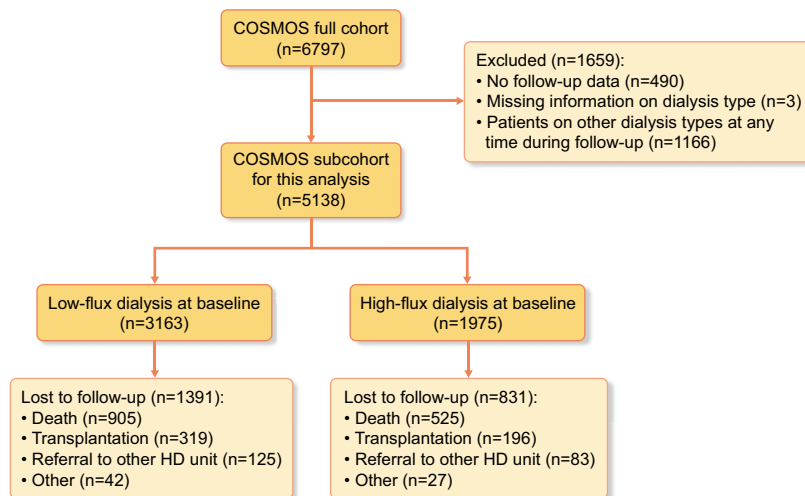 COSMOS full cohort
(n=6797)
Excluded (n=1659):
• No follow-up data (n=490)
• Missing information on dialysis type (n=3)
• Patients on other dialysis types at any
time during follow-up (n=1166)
COSMOS subcohort
for this analysis
(n=5138)
Low-flux dialysis at baseline
(n=3163)
High-flux dialysis at baseline
(n=1975)
Lost to follow-up (n=1391):
• Death (n=905)
• Transplantation (n=319)
• Referral to other HD unit (n=125)
• Other (n=42)
Lost to follow-up (n=831):
• Death (n=525)
• Transplantation (n=196)
• Referral to other HD unit (n=83)
• Other (n=27)